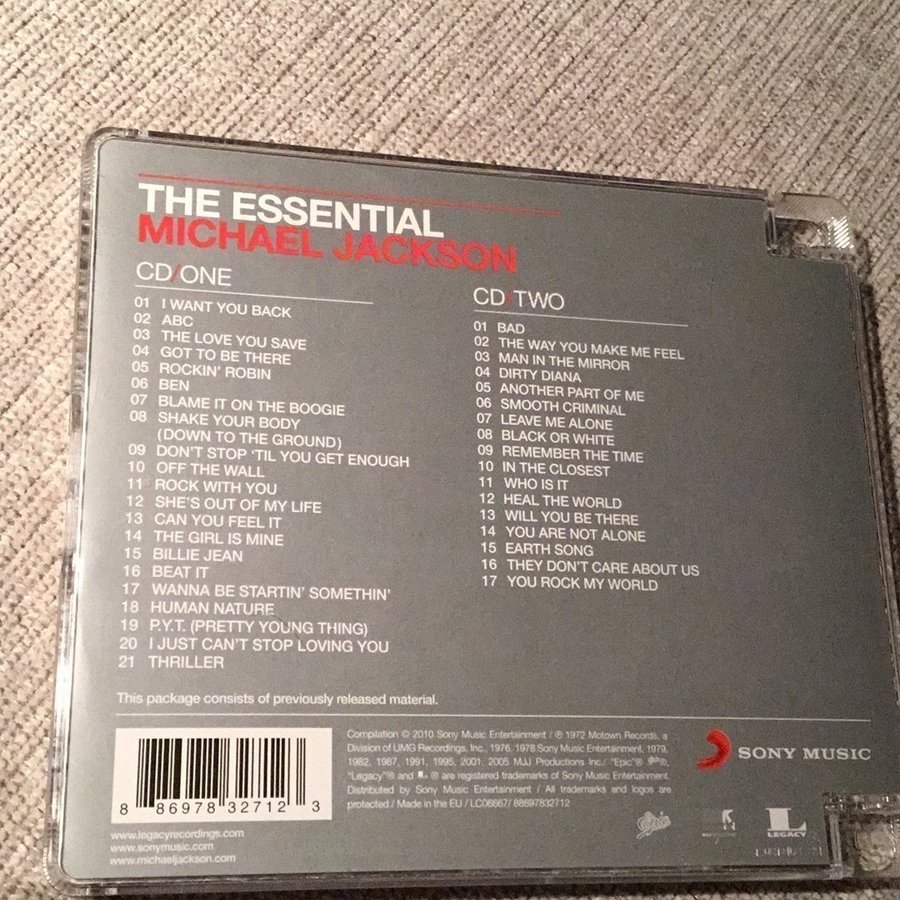 THE ESSENTIAL
MICHAEL JACKSON
CD/ONE
01 I WANT YOU BACK
02 ABC
03 THE LOVE YOU SAVE
04 GOT TO BE THERE
05 ROCKIN' ROBIN
06 BEN
07 BLAME IT ON THE BOOGIE
08 SHAKE YOUR BODY
(DOWN TO THE GROUND)
09 DON'T STOP 'TIL YOU GET ENOUGH
10 OFF THE WALL
11 ROCK WITH YOU
12 SHE'S OUT OF MY LIFE
13 CAN YOU FEEL IT
14 THE GIRL IS MINE
15 BILLIE JEAN
16 BEAT IT
17 WANNA BE STARTIN' SOMETHIN'
18 HUMAN NATURE
19 P.Y.T. (PRETTY YOUNG THING)
20 I JUST CAN'T STOP LOVING YOU
21 THRILLER
CD/TWO
01 BAD
02 THE WAY YOU MAKE ME FEEL
03 MAN IN THE MIRROR
04 DIRTY DIANA
05 ANOTHER PART OF ME
06 SMOOTH CRIMINAL
07 LEAVE ME ALONE
08 BLACK OR WHITE
09 REMEMBER THE TIME
10 IN THE CLOSEST
11 WHO IS IT
12 HEAL THE WORLD
13 WILL YOU BE THERE
14 YOU ARE NOT ALONE
15 EARTH SONG
16 THEY DON'T CARE ABOUT US
17 YOU ROCK MY WORLD
This package consists of previously released material.
8 86978 32712 3
Compilation © 2010 Sony Music Entertainment / ℗ 1972 Motown Records, a
Division of UMG Recordings, Inc., 1976, 1978 Sony Music Entertainment, 1979,
1982, 1987, 1991, 1995, 2001, 2005 MJJ Productions Inc./ "Epic"® ®,
"Legacy"® and L ® are registered trademarks of Sony Music Entertainment.
Distributed by Sony Music Entertainment / All trademarks and logos are
protected / Made in the EU / LC06667/ 88697832712
SONY MUSIC
Epic
L
LEGACY
www.legacyrecordings.com
www.sonymusic.com
www.michaeljackson.com